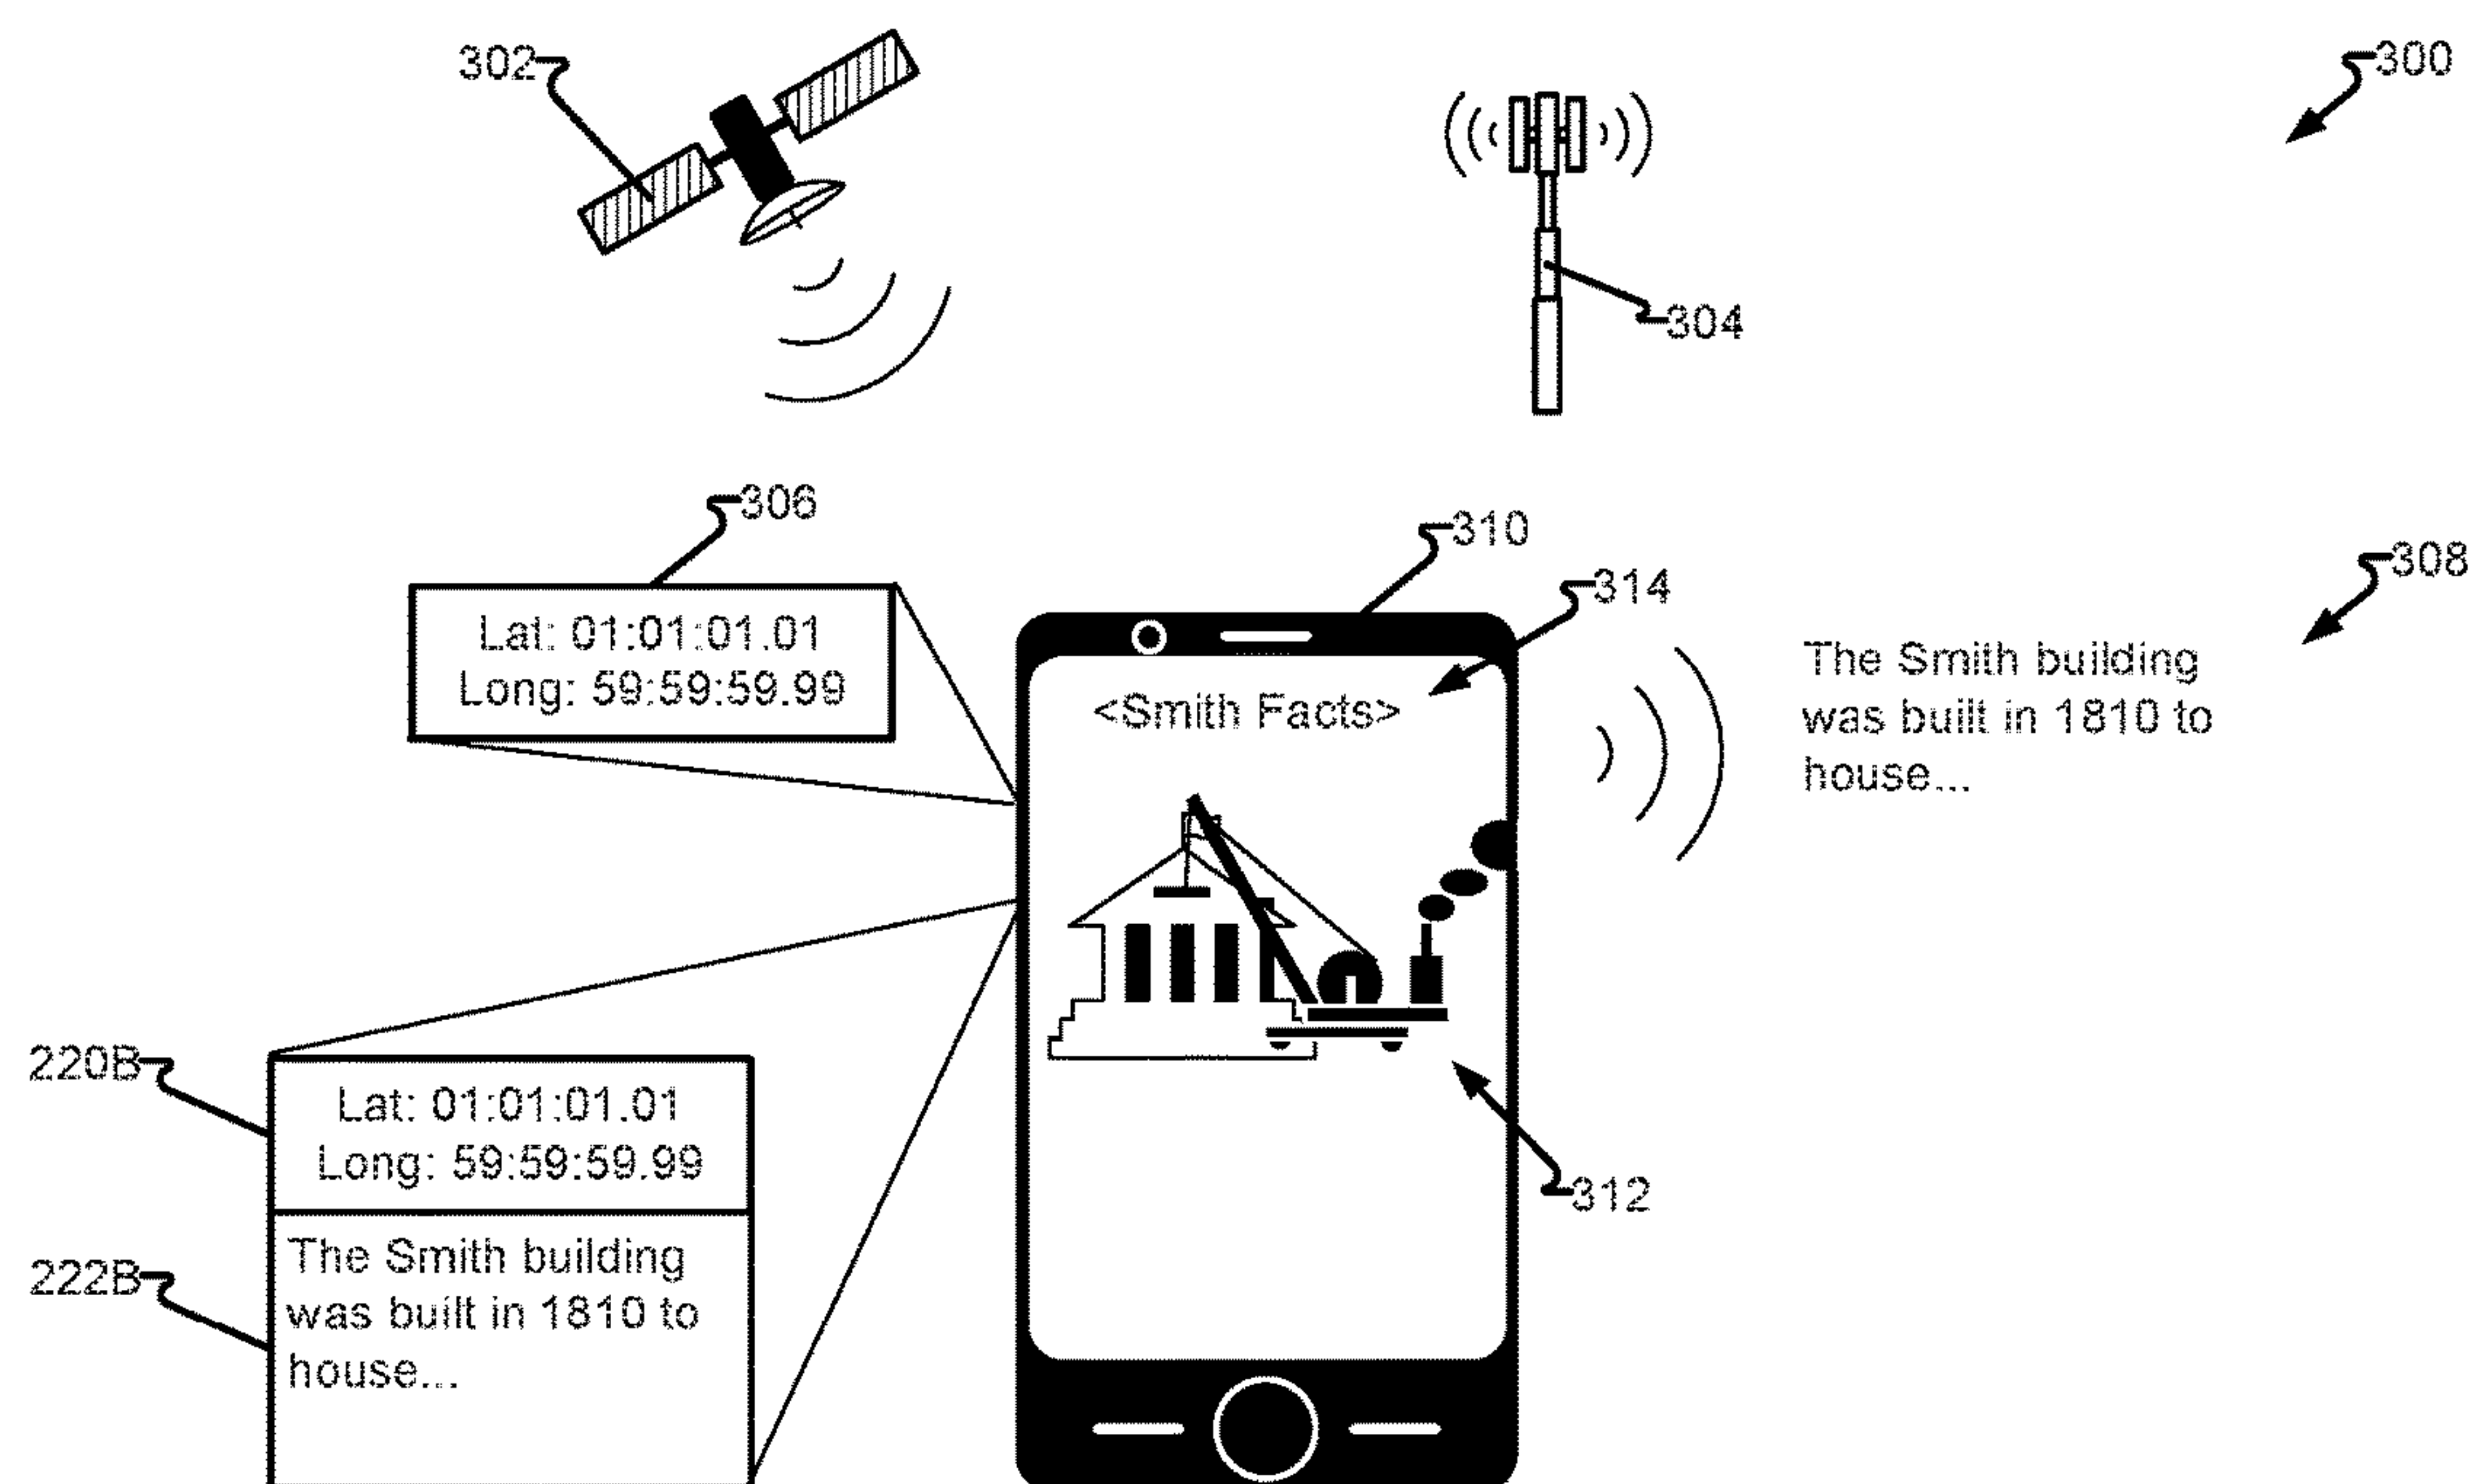 302
300
304
306
310
308
314
Lat: 01:01:01.01
Long: 59:59:59.99
<Smith Facts>
The Smith building
was built in 1810 to
house...
220B
Lat: 01:01:01.01
Long: 59:59:59.99
312
222B
The Smith building
was built in 1810 to
house...